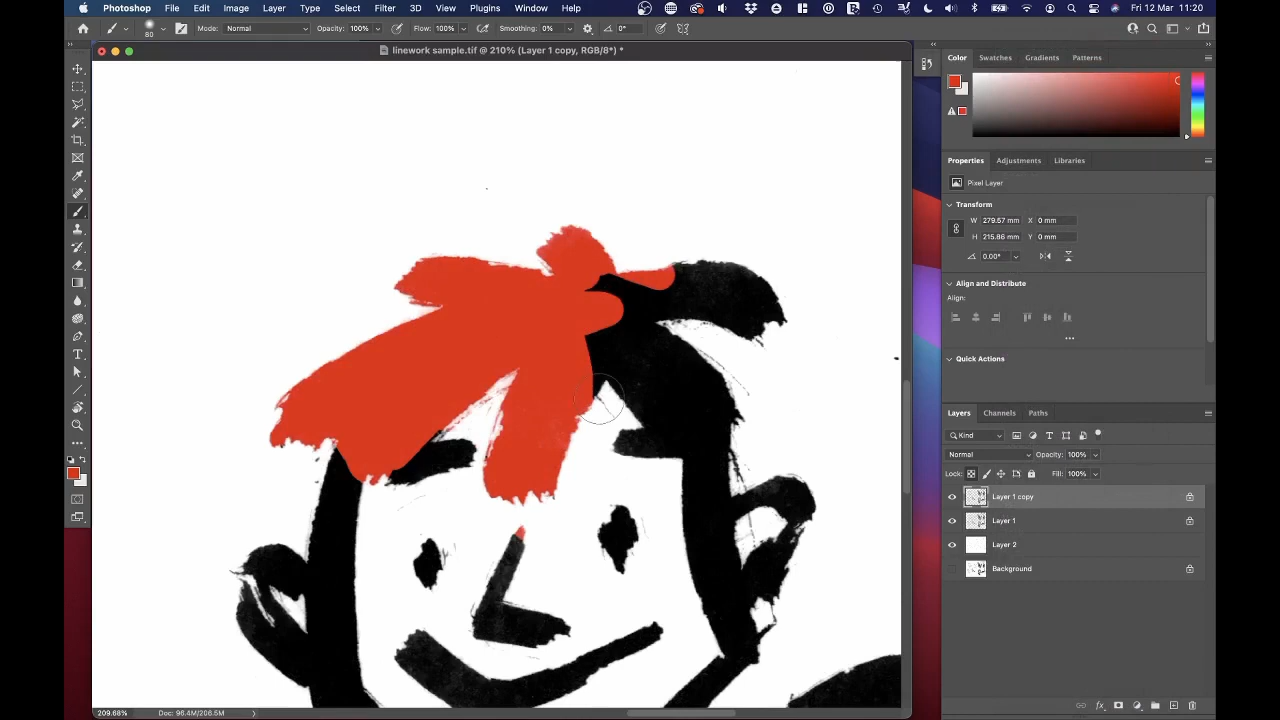 Photoshop File Edit Image Layer Type Select Filter 3D View Plugins Window Help Fri 12 Mar 11:20
80 Mode: Normal Opacity: 100% Flow: 100% Smoothing: 0% 0°
linework sample.tif @ 210% (Layer 1 copy, RGB/8*) *
Color Swatches Gradients Patterns
Properties Adjustments Libraries
Pixel Layer
Transform
W 279.57 mm X 0 mm
H 215.86 mm Y 0 mm
0.00°
Align and Distribute
Align:
Quick Actions
Layers Channels Paths
Kind
Normal Opacity: 100%
Lock: Fill: 100%
Layer 1 copy
Layer 1
Layer 2
Background
209.68% Doc: 96.4M/206.5M